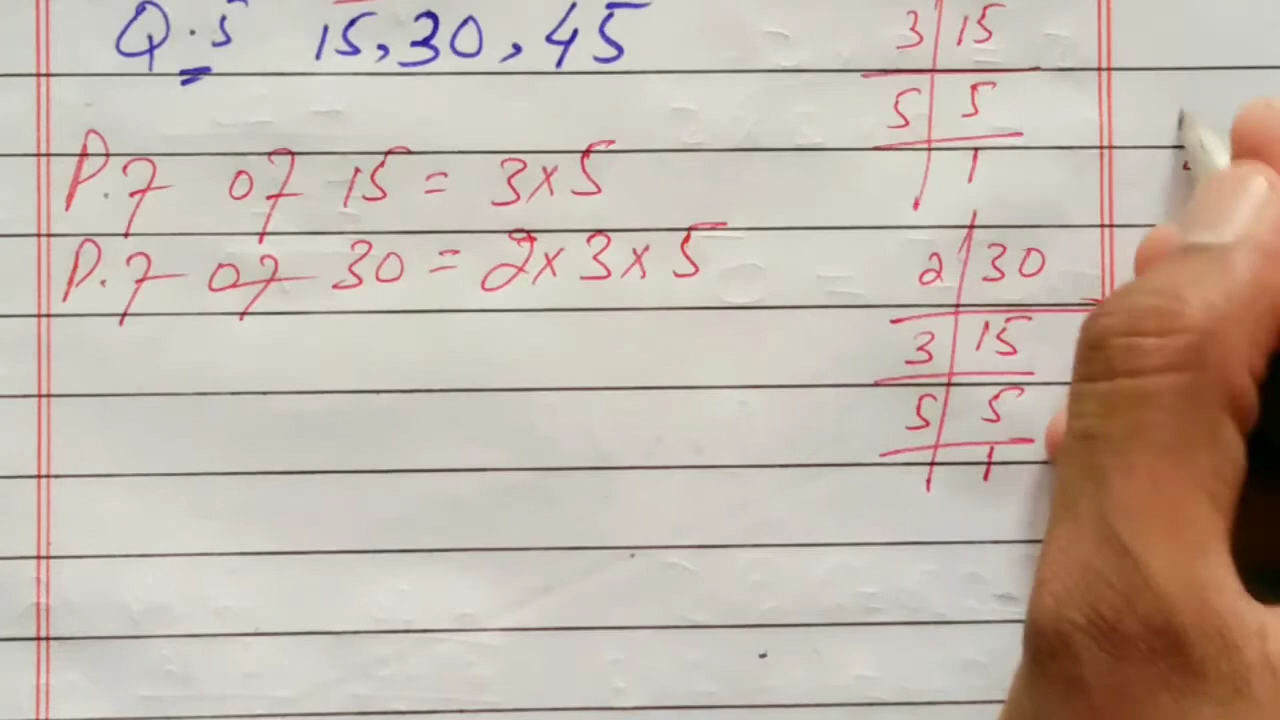 Q.5 15, 30, 45
P.F of 15 = 3×5
P.F of 30 = 2×3×5
3 | 15
5 | 5
| 1
2 | 30
3 | 15
5 | 5
| 1